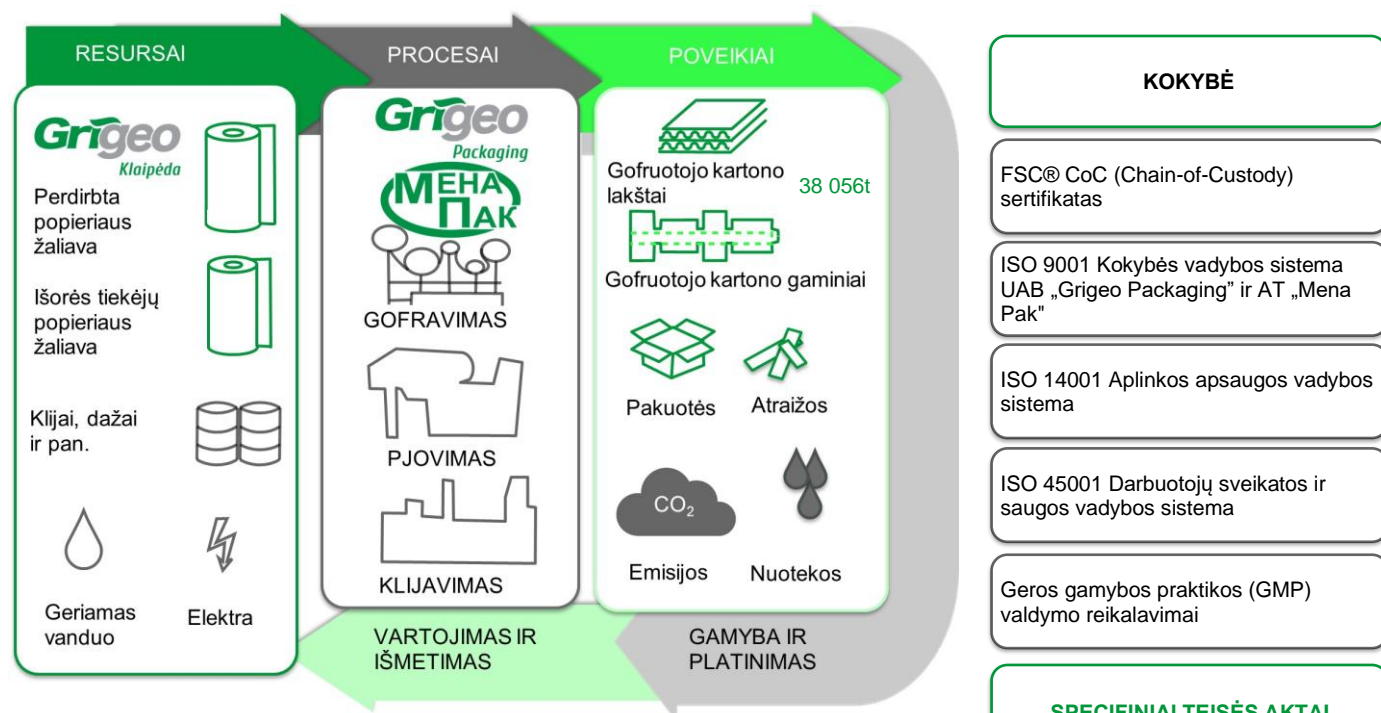 RESURSAI
PROCESAI
POVEIKIAI
Grigeo
Klaipėda
Perdirbta
popieriaus
žaliava
Išorės tiekėjų
popieriaus
žaliava
Klijai, dažai
ir pan.
Geriamas
vanduo
Elektra
Grigeo
Packaging
МЕНА
ПАК
GOFRAVIMAS
PJOVIMAS
KLIJAVIMAS
Gofruotojo kartono
lakštai
38 056t
Gofruotojo kartono gaminiai
Pakuotės
Atraižos
CO₂
Emisijos
Nuotekos
VARTOJIMAS IR
IŠMETIMAS
GAMYBA IR
PLATINIMAS
KOKYBĖ
FSC® CoC (Chain-of-Custody)
sertifikatas
ISO 9001 Kokybės vadybos sistema
UAB „Grigeo Packaging” ir AT „Mena
Pak"
ISO 14001 Aplinkos apsaugos vadybos
sistema
ISO 45001 Darbuotojų sveikatos ir
saugos vadybos sistema
Geros gamybos praktikos (GMP)
valdymo reikalavimai
SPECIFINIAI TEISĖS AKTAI